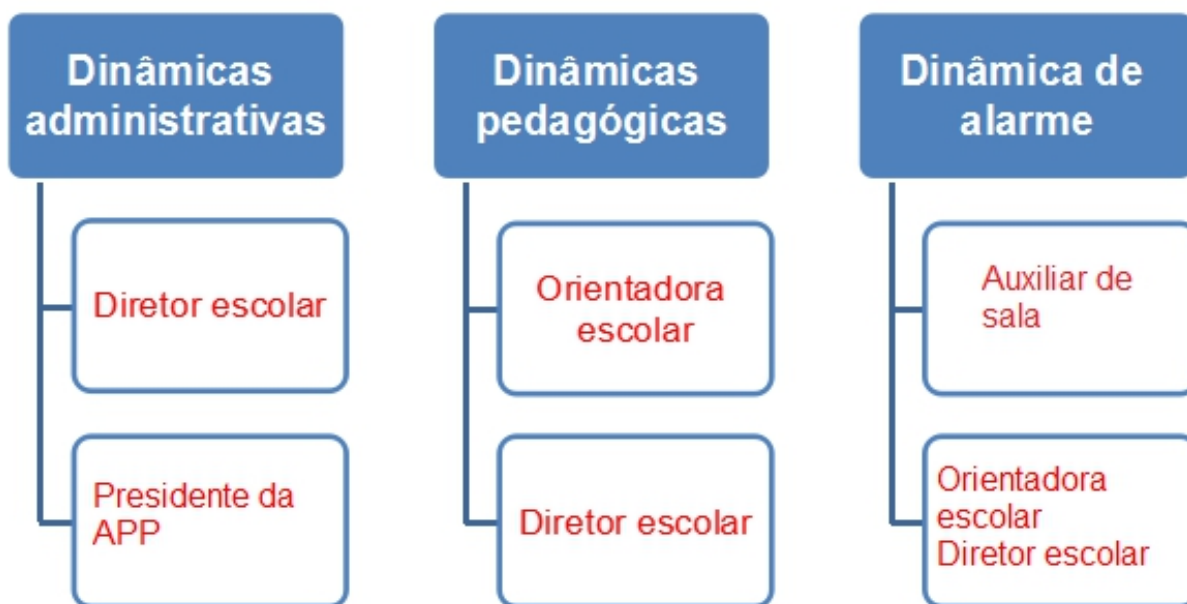 Dinâmicas
administrativas
Diretor escolar
Presidente da
APP
Dinâmicas
pedagógicas
Orientadora
escolar
Diretor escolar
Dinâmica de
alarme
Auxiliar de
sala
Orientadora
escolar
Diretor escolar